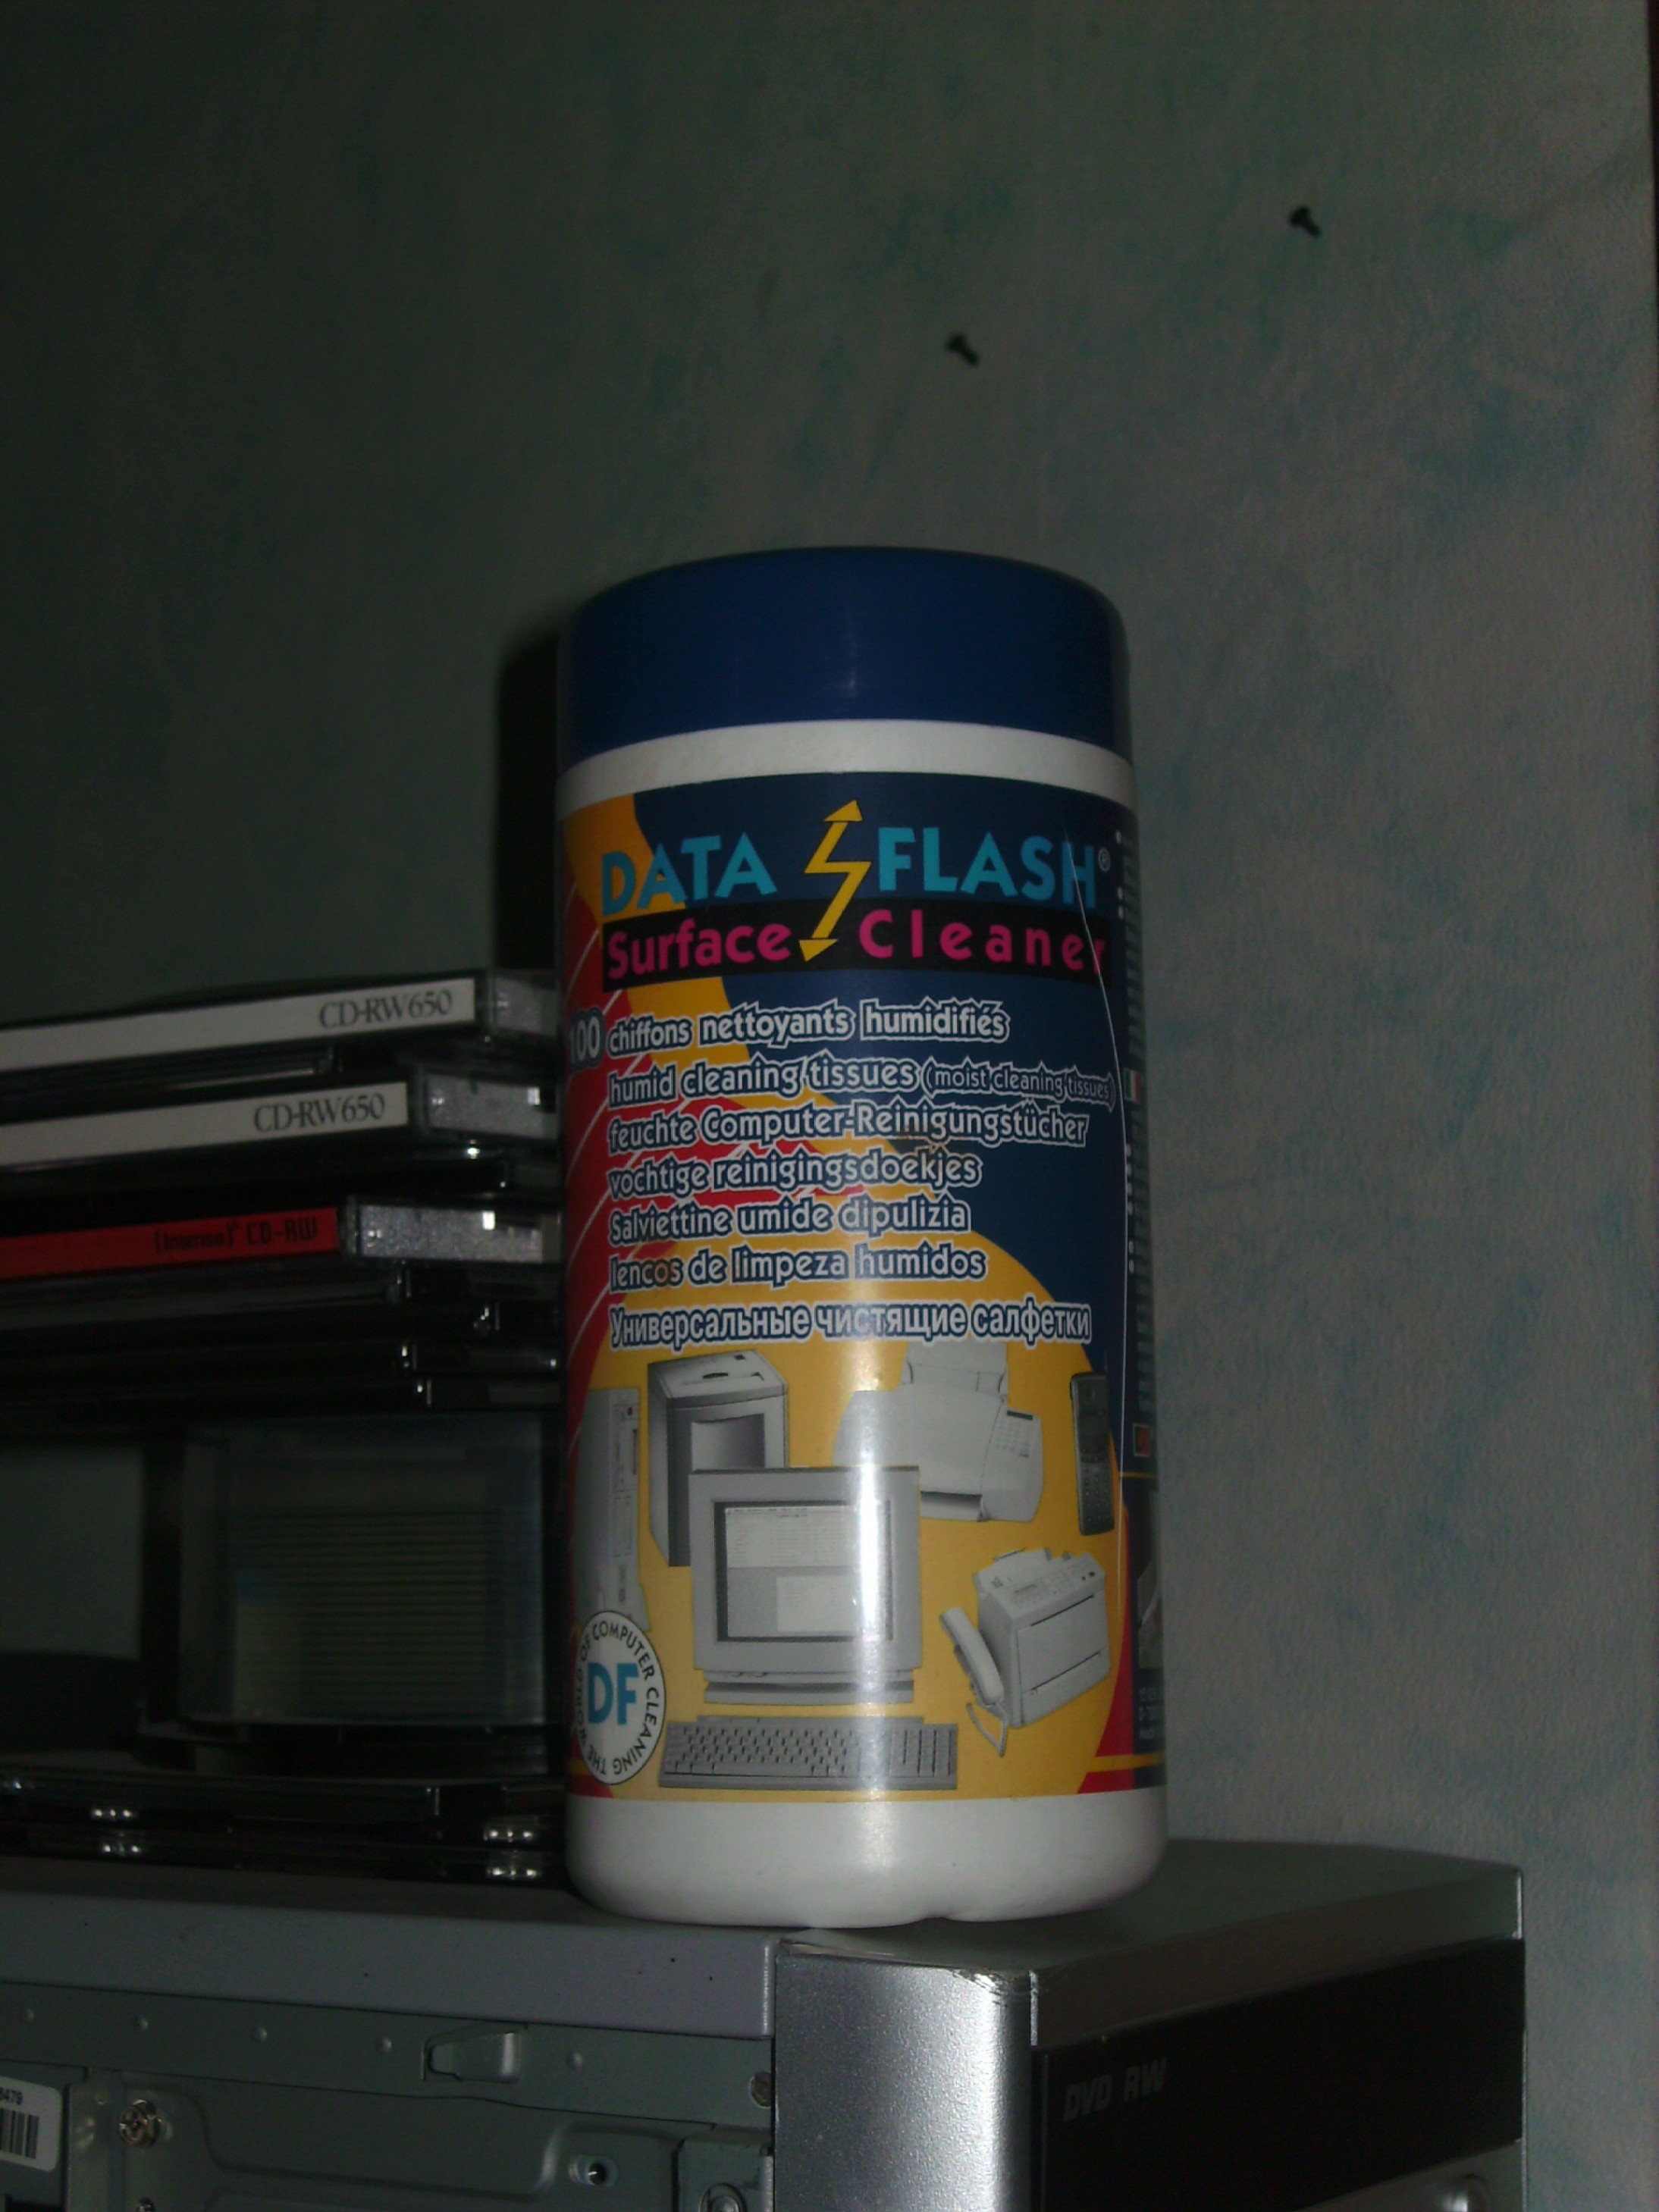 DATA FLASH®
Surface Cleaner
100 chiffons nettoyants humidifiés
humid cleaning tissues (moist cleaning tissues)
feuchte Computer-Reinigungstücher
vochtige reinigingsdoekjes
Salviettine umide dipulizia
lencos de limpeza humidos
Универсальные чистящие салфетки
DF
THE WORLD OF COMPUTER CLEANING
CD-RW650
CD-RW650
(Intenso)® CD-RW
DVD RW